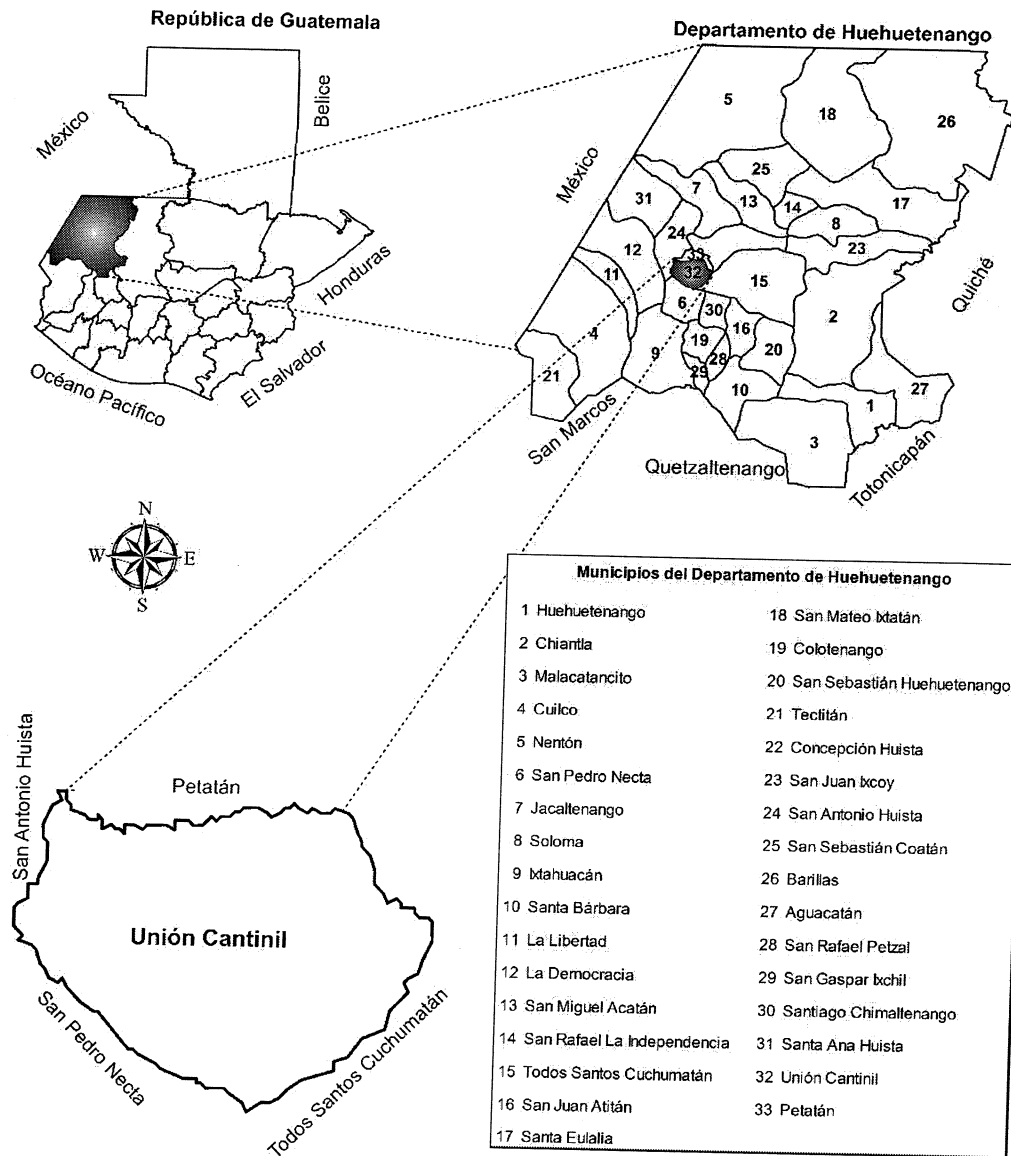 República de Guatemala
México
Belice
Honduras
El Salvador
Océano Pacífico
Departamento de Huehuetenango
México
Quiché
San Marcos
Quetzaltenango
Totonicapán
5
18
26
25
7
13
14
17
31
8
24
23
12
33
32
15
11
6
30
2
4
16
19
20
9
28
21
29
10
27
1
3
N
W E
S
San Antonio Huista
Petatán
Unión Cantinil
San Pedro Necta
Todos Santos Cuchumatán
Municipios del Departamento de Huehuetenango
1 Huehuetenango
2 Chiantla
3 Malacatancito
4 Cuilco
5 Nentón
6 San Pedro Necta
7 Jacaltenango
8 Soloma
9 Ixtahuacán
10 Santa Bárbara
11 La Libertad
12 La Democracia
13 San Miguel Acatán
14 San Rafael La Independencia
15 Todos Santos Cuchumatán
16 San Juan Atitán
17 Santa Eulalia
18 San Mateo Ixtatán
19 Colotenango
20 San Sebastián Huehuetenango
21 Tectitán
22 Concepción Huista
23 San Juan Ixcoy
24 San Antonio Huista
25 San Sebastián Coatán
26 Barillas
27 Aguacatán
28 San Rafael Petzal
29 San Gaspar Ixchil
30 Santiago Chimaltenango
31 Santa Ana Huista
32 Unión Cantinil
33 Petatán